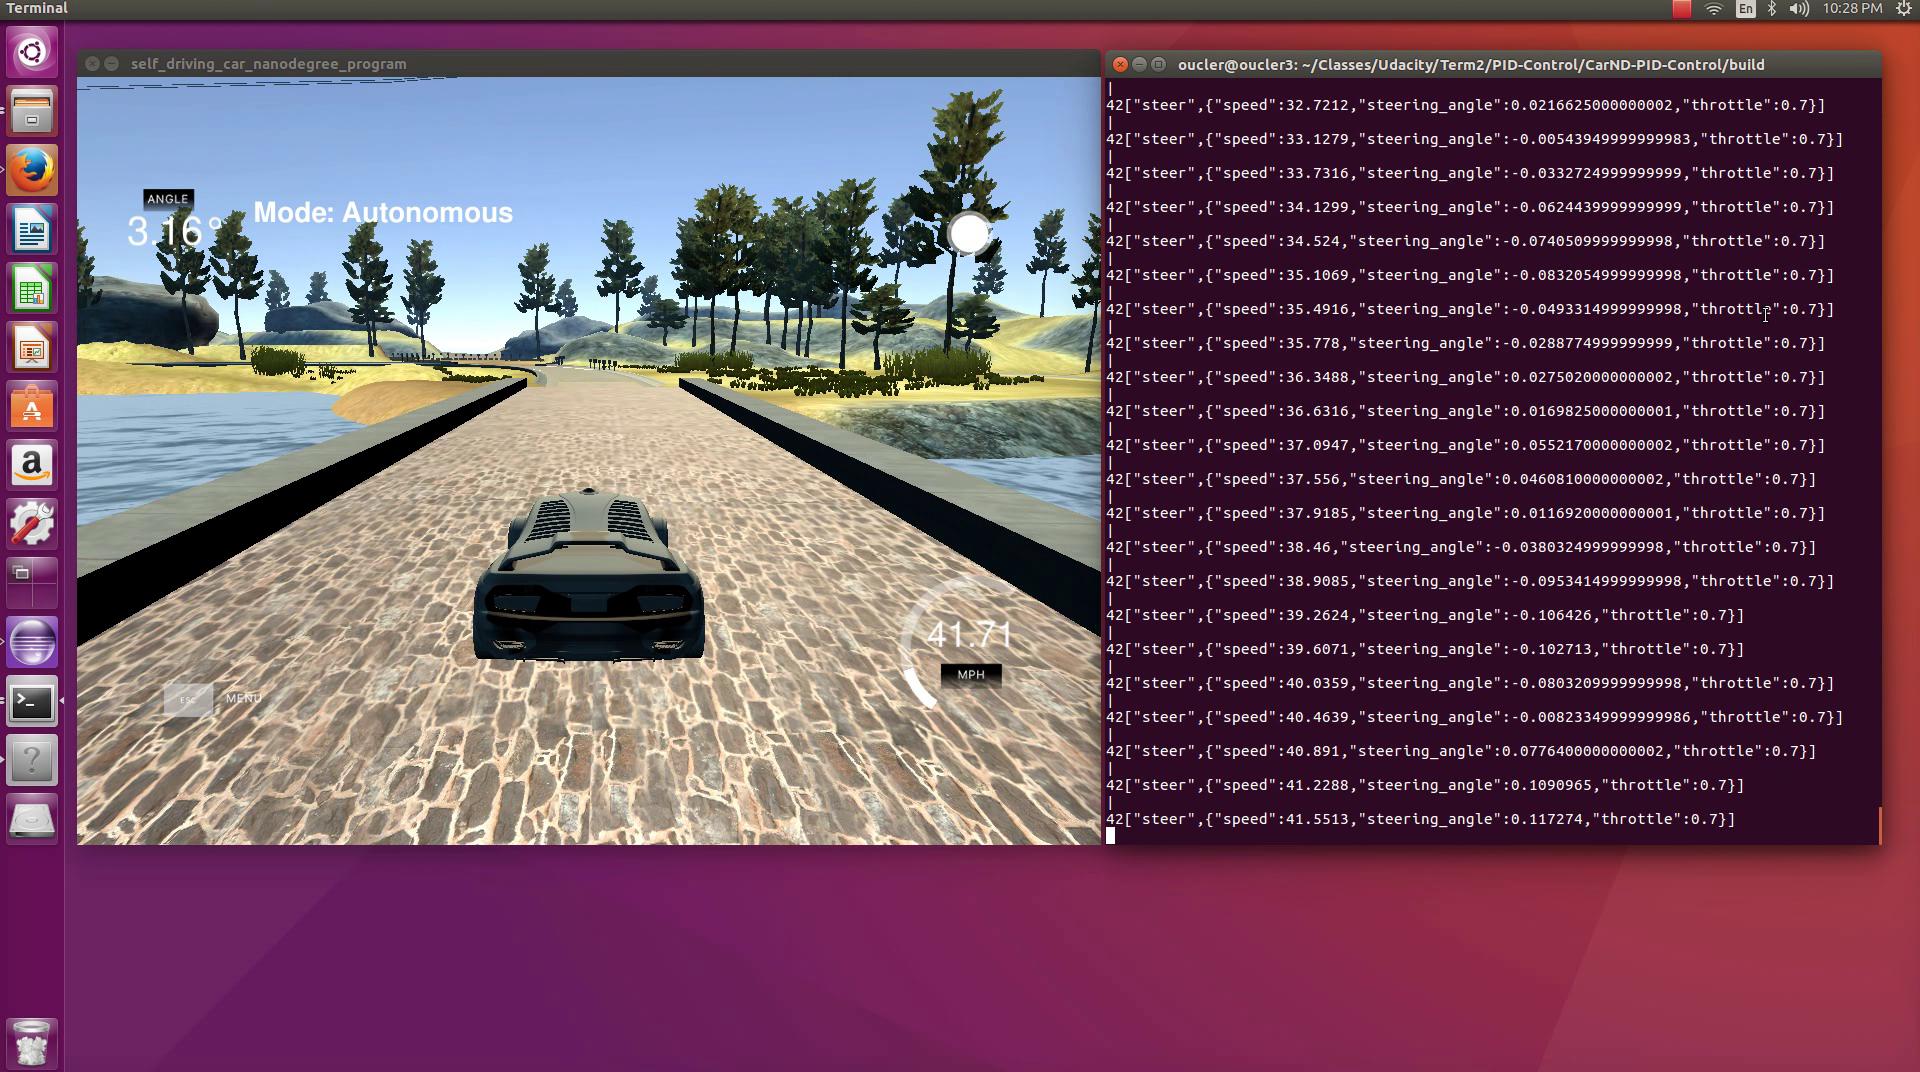 Terminal
En
10:28 PM
self_driving_car_nanodegree_program
ANGLE
3.16°
Mode: Autonomous
41.71
MPH
ESC
MENU
oucler@oucler3: ~/Classes/Udacity/Term2/PID-Control/CarND-PID-Control/build
|
42["steer",{"speed":32.7212,"steering_angle":0.0216625000000002,"throttle":0.7}]
|
42["steer",{"speed":33.1279,"steering_angle":-0.00543949999999983,"throttle":0.7}]
|
42["steer",{"speed":33.7316,"steering_angle":-0.0332724999999999,"throttle":0.7}]
|
42["steer",{"speed":34.1299,"steering_angle":-0.0624439999999999,"throttle":0.7}]
|
42["steer",{"speed":34.524,"steering_angle":-0.0740509999999998,"throttle":0.7}]
|
42["steer",{"speed":35.1069,"steering_angle":-0.0832054999999998,"throttle":0.7}]
|
42["steer",{"speed":35.4916,"steering_angle":-0.0493314999999998,"throttle":0.7}]
|
42["steer",{"speed":35.778,"steering_angle":-0.0288774999999999,"throttle":0.7}]
|
42["steer",{"speed":36.3488,"steering_angle":0.0275020000000002,"throttle":0.7}]
|
42["steer",{"speed":36.6316,"steering_angle":0.0169825000000001,"throttle":0.7}]
|
42["steer",{"speed":37.0947,"steering_angle":0.0552170000000002,"throttle":0.7}]
|
42["steer",{"speed":37.556,"steering_angle":0.0460810000000002,"throttle":0.7}]
|
42["steer",{"speed":37.9185,"steering_angle":0.0116920000000001,"throttle":0.7}]
|
42["steer",{"speed":38.46,"steering_angle":-0.0380324999999998,"throttle":0.7}]
|
42["steer",{"speed":38.9085,"steering_angle":-0.0953414999999998,"throttle":0.7}]
|
42["steer",{"speed":39.2624,"steering_angle":-0.106426,"throttle":0.7}]
|
42["steer",{"speed":39.6071,"steering_angle":-0.102713,"throttle":0.7}]
|
42["steer",{"speed":40.0359,"steering_angle":-0.0803209999999998,"throttle":0.7}]
|
42["steer",{"speed":40.4639,"steering_angle":-0.00823349999999986,"throttle":0.7}]
|
42["steer",{"speed":40.891,"steering_angle":0.0776400000000002,"throttle":0.7}]
|
42["steer",{"speed":41.2288,"steering_angle":0.1090965,"throttle":0.7}]
|
42["steer",{"speed":41.5513,"steering_angle":0.117274,"throttle":0.7}]